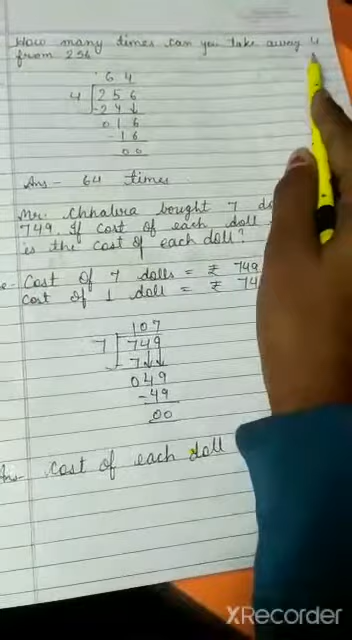 How many times can you take away 4
from 256
64
4 256
-24↓
016
-16
00
Ans- 64 times
Mr. Chhabra bought 7
749. If cost of each doll
is the cost of each doll?
Cost of 7 dolls = ₹ 749
Cost of 1 doll = ₹ 74
107
7 749
7↓↓
049
-49
00
Cost of each doll
XRecorder